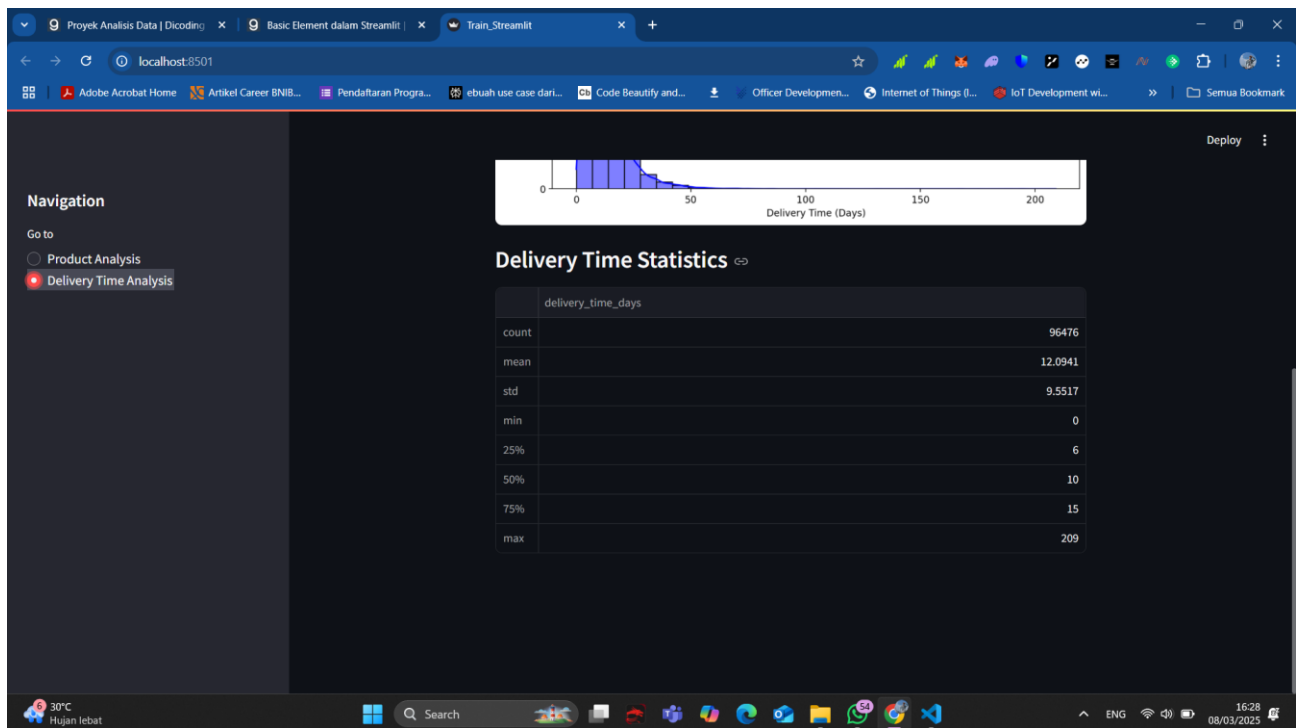 Proyek Analisis Data | Dicoding
Basic Element dalam Streamlit |
Train_Streamlit
localhost:8501
Adobe Acrobat Home
Artikel Career BNIB...
Pendaftaran Progra...
ebuah use case dari...
Cb
Code Beautify and...
Officer Developmen...
Internet of Things (I...
IoT Development wi...
Semua Bookmark
Deploy
Navigation
Go to
Product Analysis
Delivery Time Analysis
0
0 50 100 150 200
Delivery Time (Days)
Delivery Time Statistics
delivery_time_days
count 96476
mean 12.0941
std 9.5517
min 0
25% 6
50% 10
75% 15
max 209
6
30°C
Hujan lebat
Search
54
ENG
16:28
08/03/2025